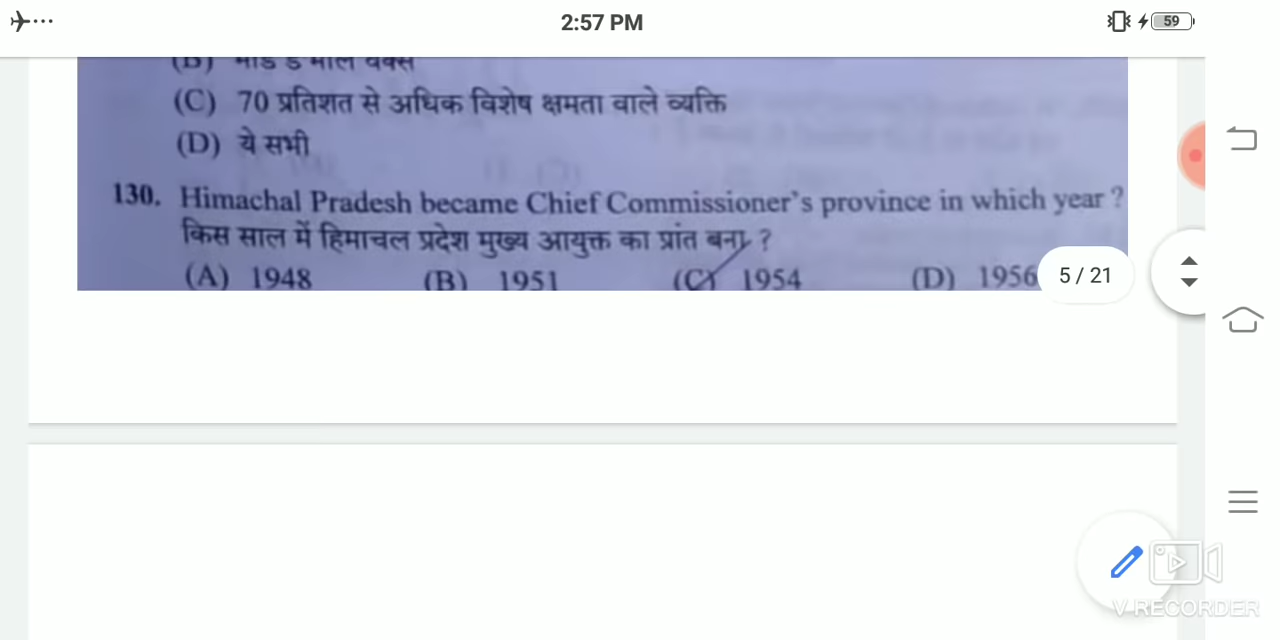 2:57 PM
59
(C) 70 प्रतिशत से अधिक विशेष क्षमता वाले व्यक्ति
(D) ये सभी
130. Himachal Pradesh became Chief Commissioner's province in which year ?
किस साल में हिमाचल प्रदेश मुख्य आयुक्त का प्रांत बना ?
(A) 1948 (B) 1951 (C) 1954 (D) 1956
5 / 21
V RECORDER